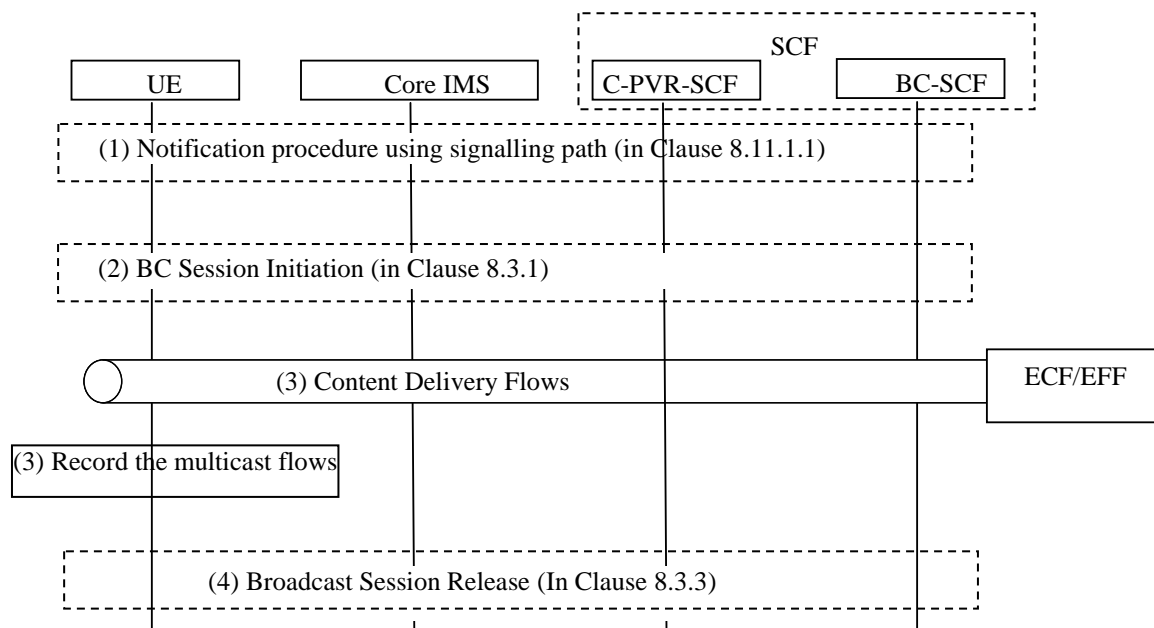 SCF
UE
Core IMS
C-PVR-SCF
BC-SCF
(1) Notification procedure using signalling path (in Clause 8.11.1.1)
(2) BC Session Initiation (in Clause 8.3.1)
(3) Content Delivery Flows
ECF/EFF
(3) Record the multicast flows
(4) Broadcast Session Release (In Clause 8.3.3)